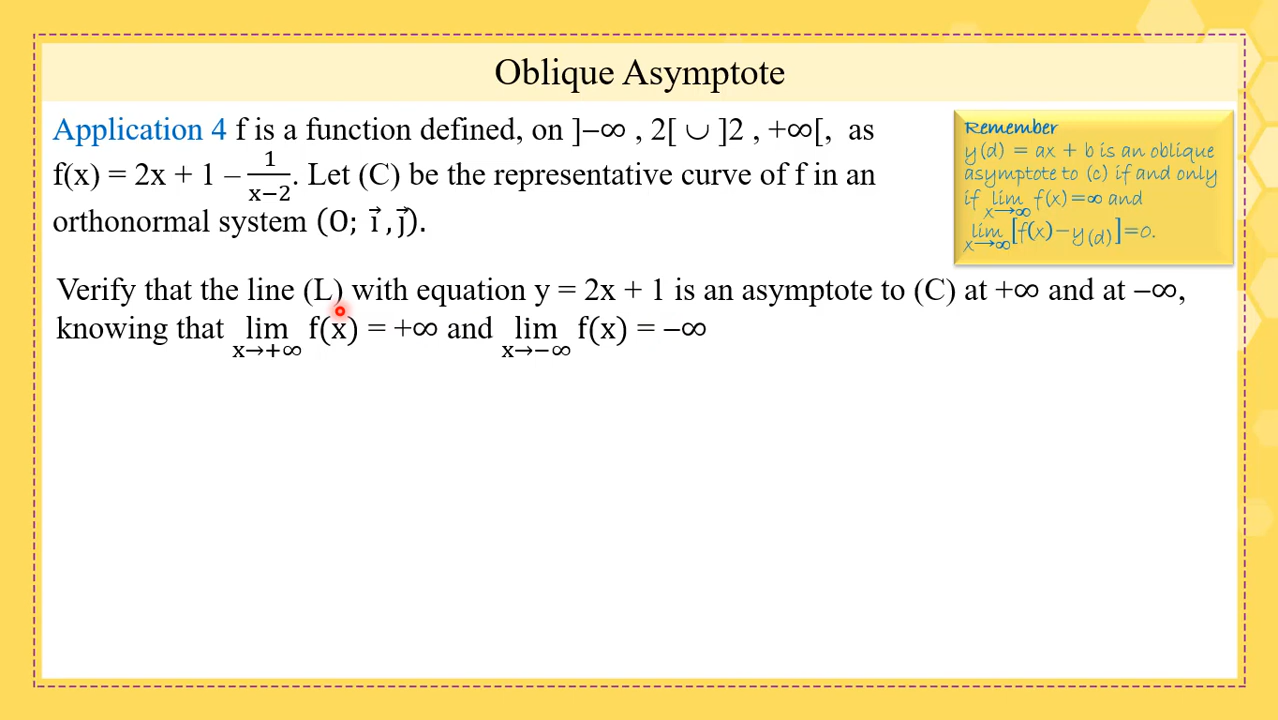 Oblique Asymptote
Application 4 f is a function defined, on ]–∞ , 2[ ∪ ]2 , +∞[, as
f(x) = 2x + 1 – 1/(x−2). Let (C) be the representative curve of f in an
orthonormal system (O; i⃗ , j⃗).
Remember
y(d) = ax + b is an oblique
asymptote to (c) if and only
if lim x→∞ f(x) =∞ and
lim x→∞ [f(x)−y(d)]=0.
Verify that the line (L) with equation y = 2x + 1 is an asymptote to (C) at +∞ and at –∞,
knowing that lim x→+∞ f(x) = +∞ and lim x→−∞ f(x) = –∞